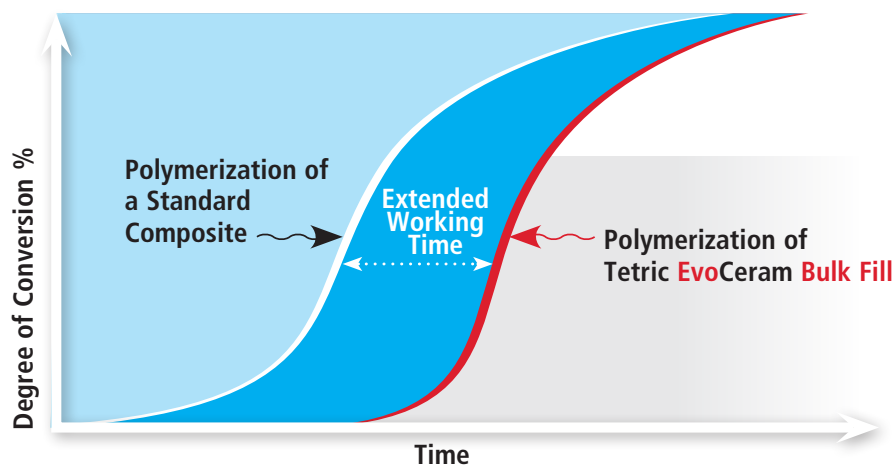 Degree of Conversion %
Polymerization of
a Standard
Composite
Extended
Working
Time
Polymerization of
Tetric EvoCeram Bulk Fill
Time